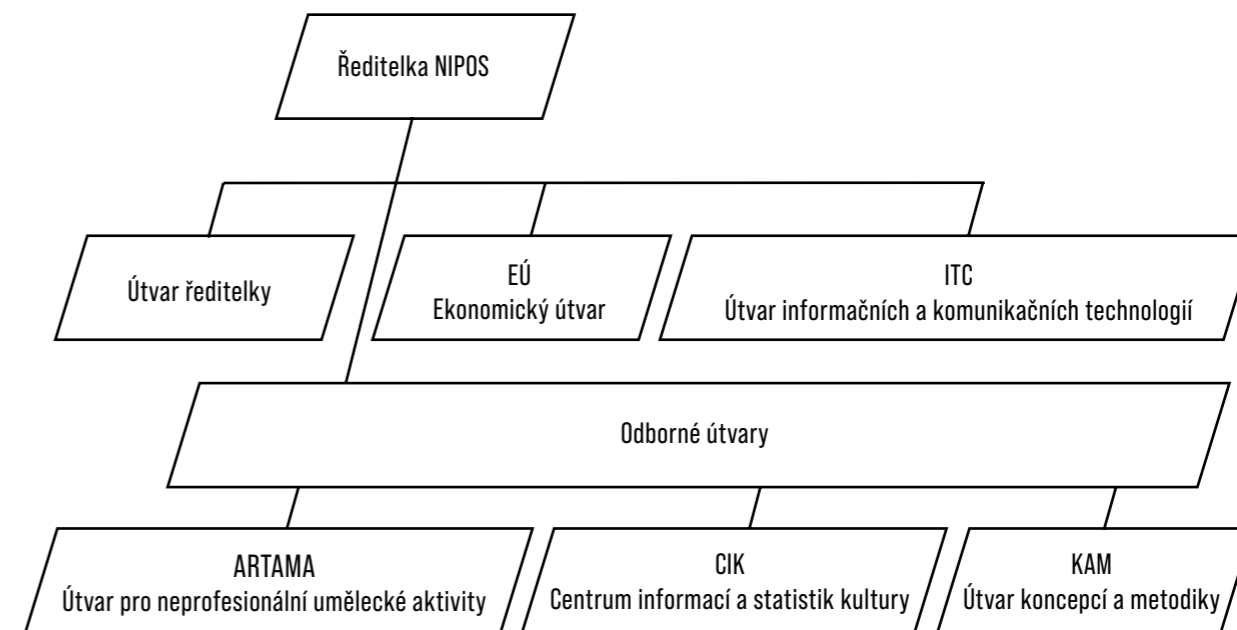 Ředitelka NIPOS
Útvar ředitelky
EÚ
Ekonomický útvar
ITC
Útvar informačních a komunikačních technologií
Odborné útvary
ARTAMA
Útvar pro neprofesionální umělecké aktivity
CIK
Centrum informací a statistik kultury
KAM
Útvar koncepcí a metodiky